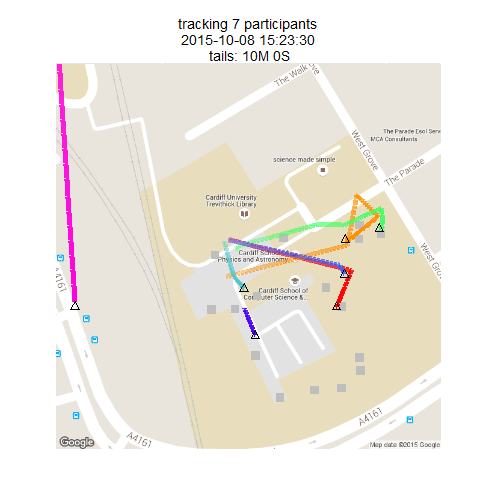 tracking 7 participants
2015-10-08 15:23:30
tails: 10M 0S
The Walk
West Grove
The Parade Esol Serv
MCA Consultants
science made simple
The Parade
Cardiff University
Trevithick Library
Cardiff School
Physics and Astronomy
West Grove
Cardiff School of
Computer Science &...
A4161
A4161
A4161
Google
Map data ©2015 Google